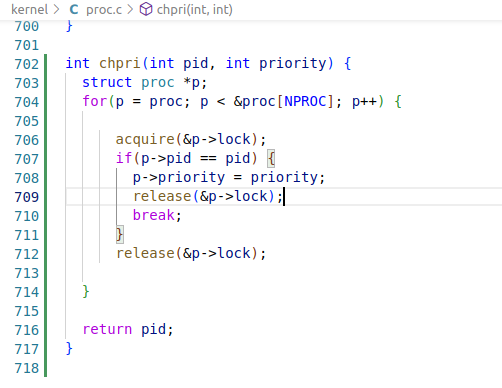 kernel > C proc.c > chpri(int, int)
700 }
701
702 int chpri(int pid, int priority) {
703 struct proc *p;
704 for(p = proc; p < &proc[NPROC]; p++) {
705
706 acquire(&p->lock);
707 if(p->pid == pid) {
708 p->priority = priority;
709 release(&p->lock);
710 break;
711 }
712 release(&p->lock);
713
714 }
715
716 return pid;
717 }
718